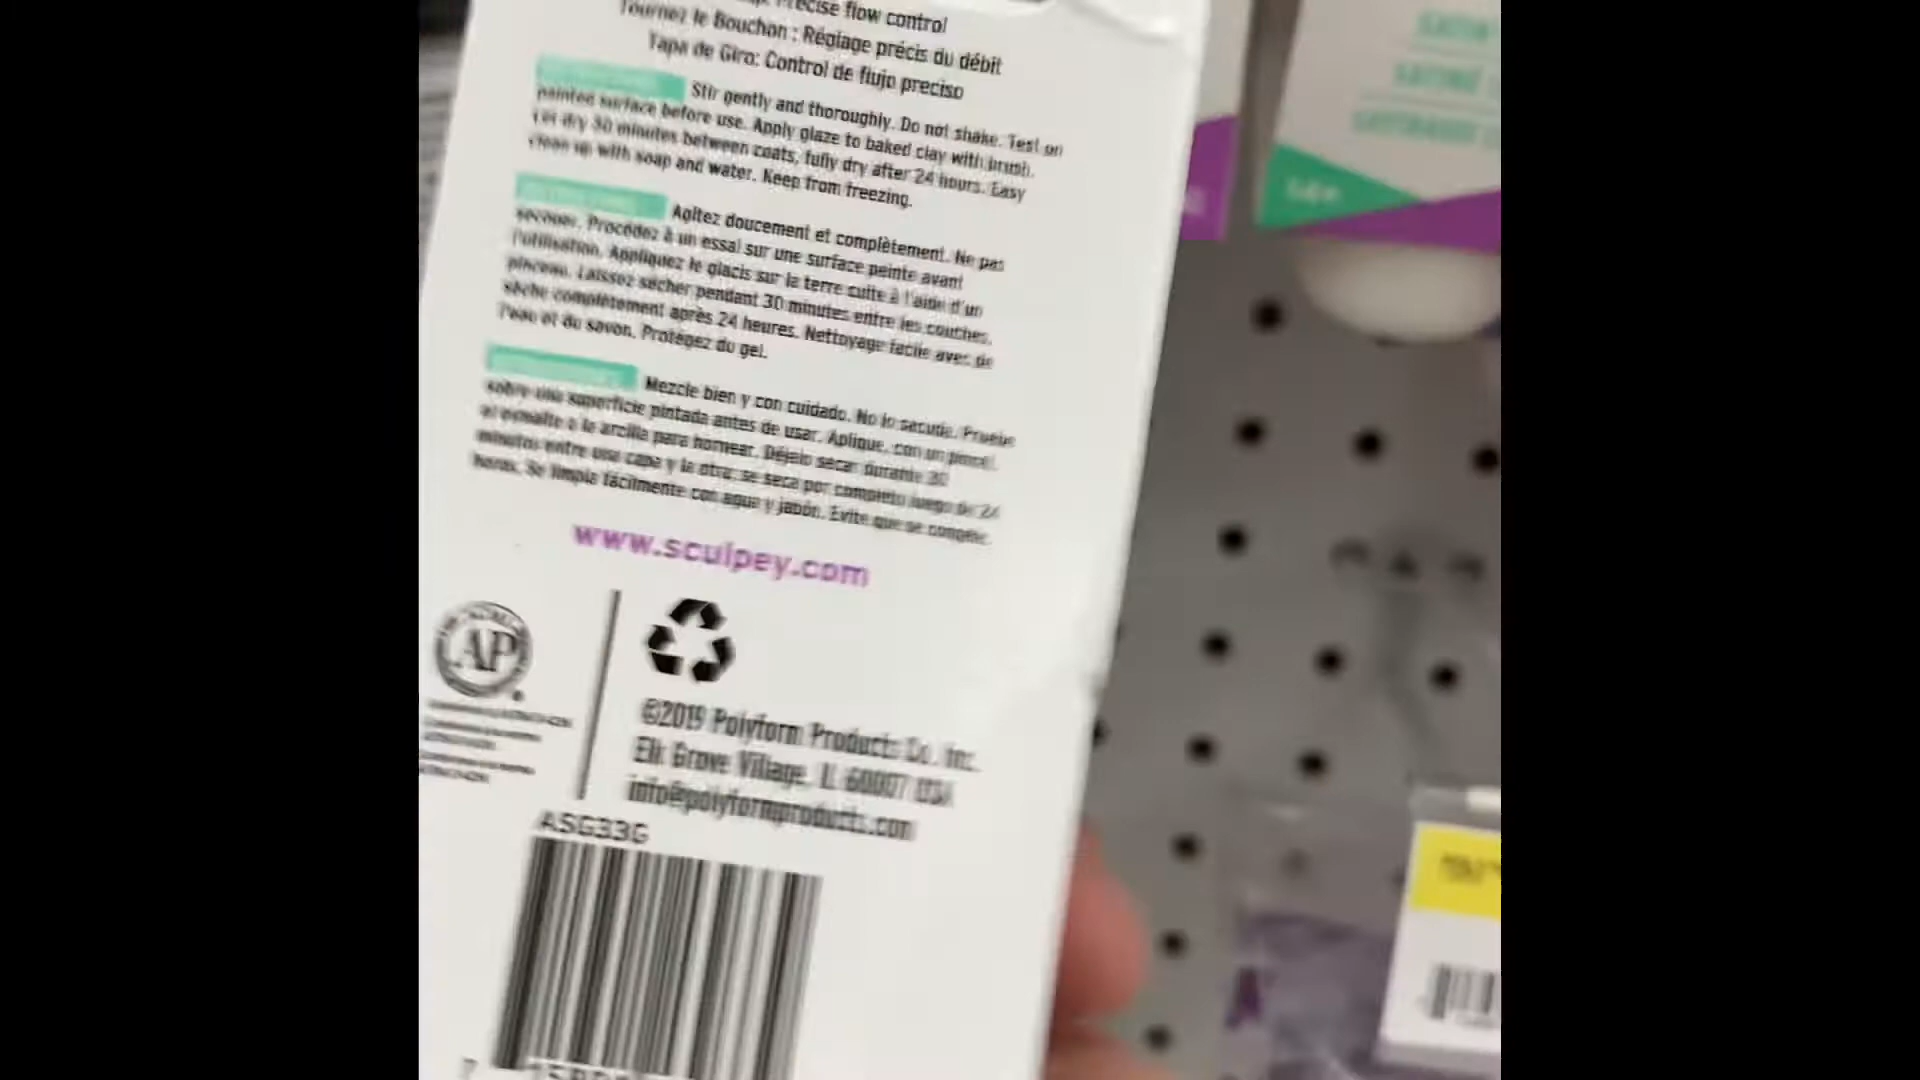 Precise flow control
Tournez le Bouchon : Réglage précis du débit
Tapa de Giro: Control de flujo preciso
Stir gently and thoroughly. Do not shake. Test on
painted surface before use. Apply glaze to baked clay with brush.
Let dry 30 minutes between coats, fully dry after 24 hours. Easy
clean up with soap and water. Keep from freezing.
Agitez doucement et complètement. Ne pas
secouer. Procédez à un essai sur une surface peinte avant
l'utilisation. Appliquez le glacis sur la terre cuite à l'aide d'un
pinceau. Laissez sécher pendant 30 minutes entre les couches,
sèche complètement après 24 heures. Nettoyage facile avec de
l'eau et du savon. Protégez du gel.
Mezcle bien y con cuidado. No lo sacuda. Pruebe
sobre una superficie pintada antes de usar. Aplique, con un pincel,
el esmalte a la arcilla para hornear. Déjelo secar durante 30
minutos entre una capa y la otra; se seca por completo luego de 24
horas. Se limpia fácilmente con agua y jabón. Evite que se congele.
www.sculpey.com
AP
©2019 Polyform Products Co. Inc.
Elk Grove Village, IL 60007 USA
info@polyformproducts.com
ASG33G
7